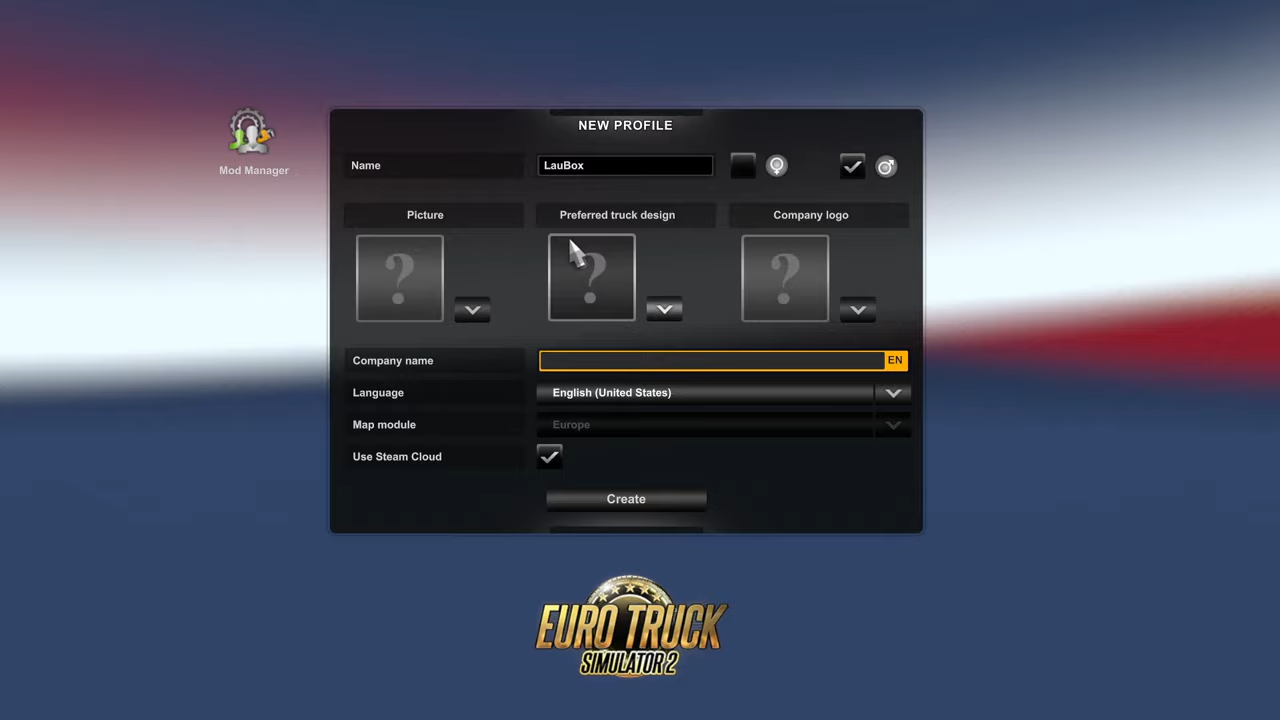 NEW PROFILE
Mod Manager
Name LauBox
Picture Preferred truck design Company logo
? ? ?
Company name EN
Language English (United States)
Map module Europe
Use Steam Cloud
Create
EURO TRUCK
SIMULATOR 2